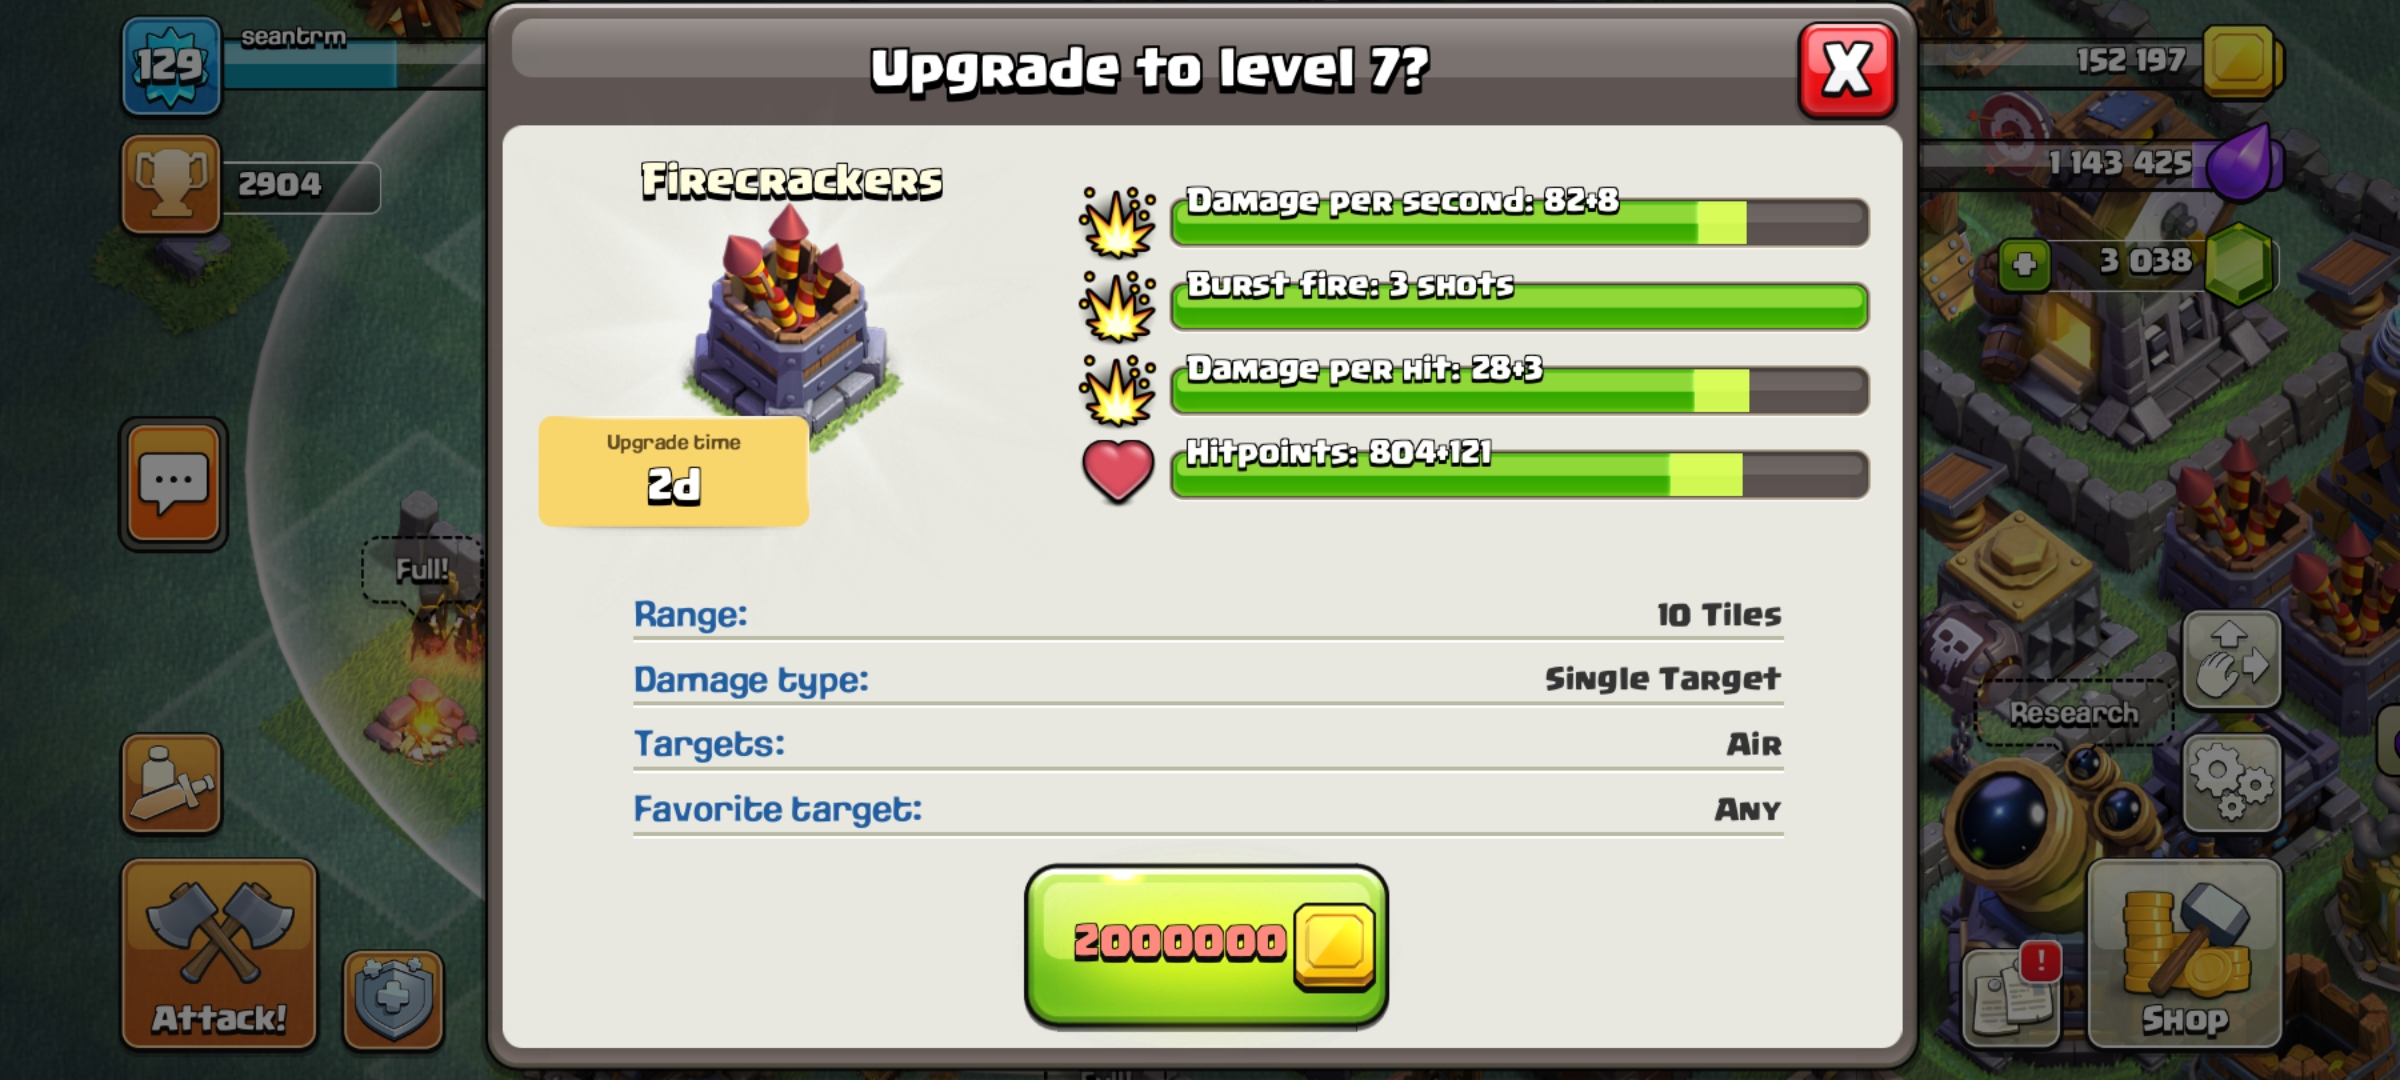 129
seantrm
2904
Full!
Attack!
Upgrade to level 7?
X
Firecrackers
Upgrade time
2d
Damage per second: 82+8
Burst fire: 3 shots
Damage per hit: 28+3
Hitpoints: 804+121
Range: 10 Tiles
Damage type: Single Target
Targets: Air
Favorite target: Any
2000000
152 197
1 143 425
3 038
Research
!
Shop